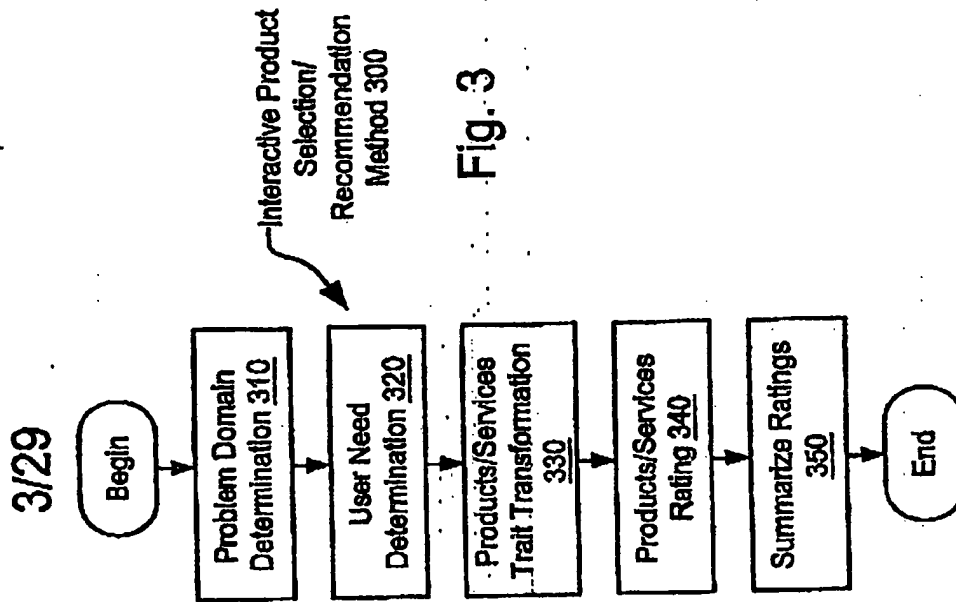 3/29
Begin
Problem Domain
Determination 310
User Need
Determination 320
Products/Services
Trait Transformation
330
Products/Services
Rating 340
Summarize Ratings
350
End
Interactive Product
Selection/
Recommendation
Method 300
Fig. 3